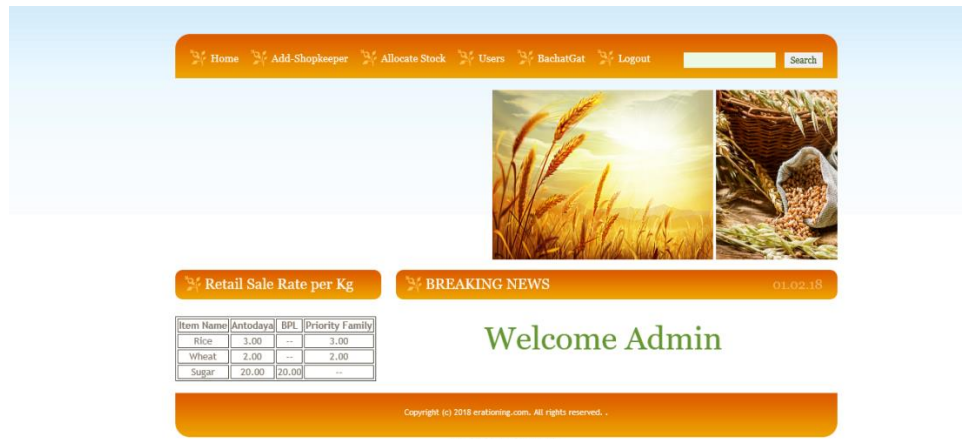 Home Add-Shopkeeper Allocate Stock Users BachatGat Logout Search
Retail Sale Rate per Kg
BREAKING NEWS 01.02.18
Item Name Antodaya BPL Priority Family
Rice 3.00 -- 3.00
Wheat 2.00 -- 2.00
Sugar 20.00 20.00 --
Welcome Admin
Copyright (c) 2018 erationing.com. All rights reserved. .